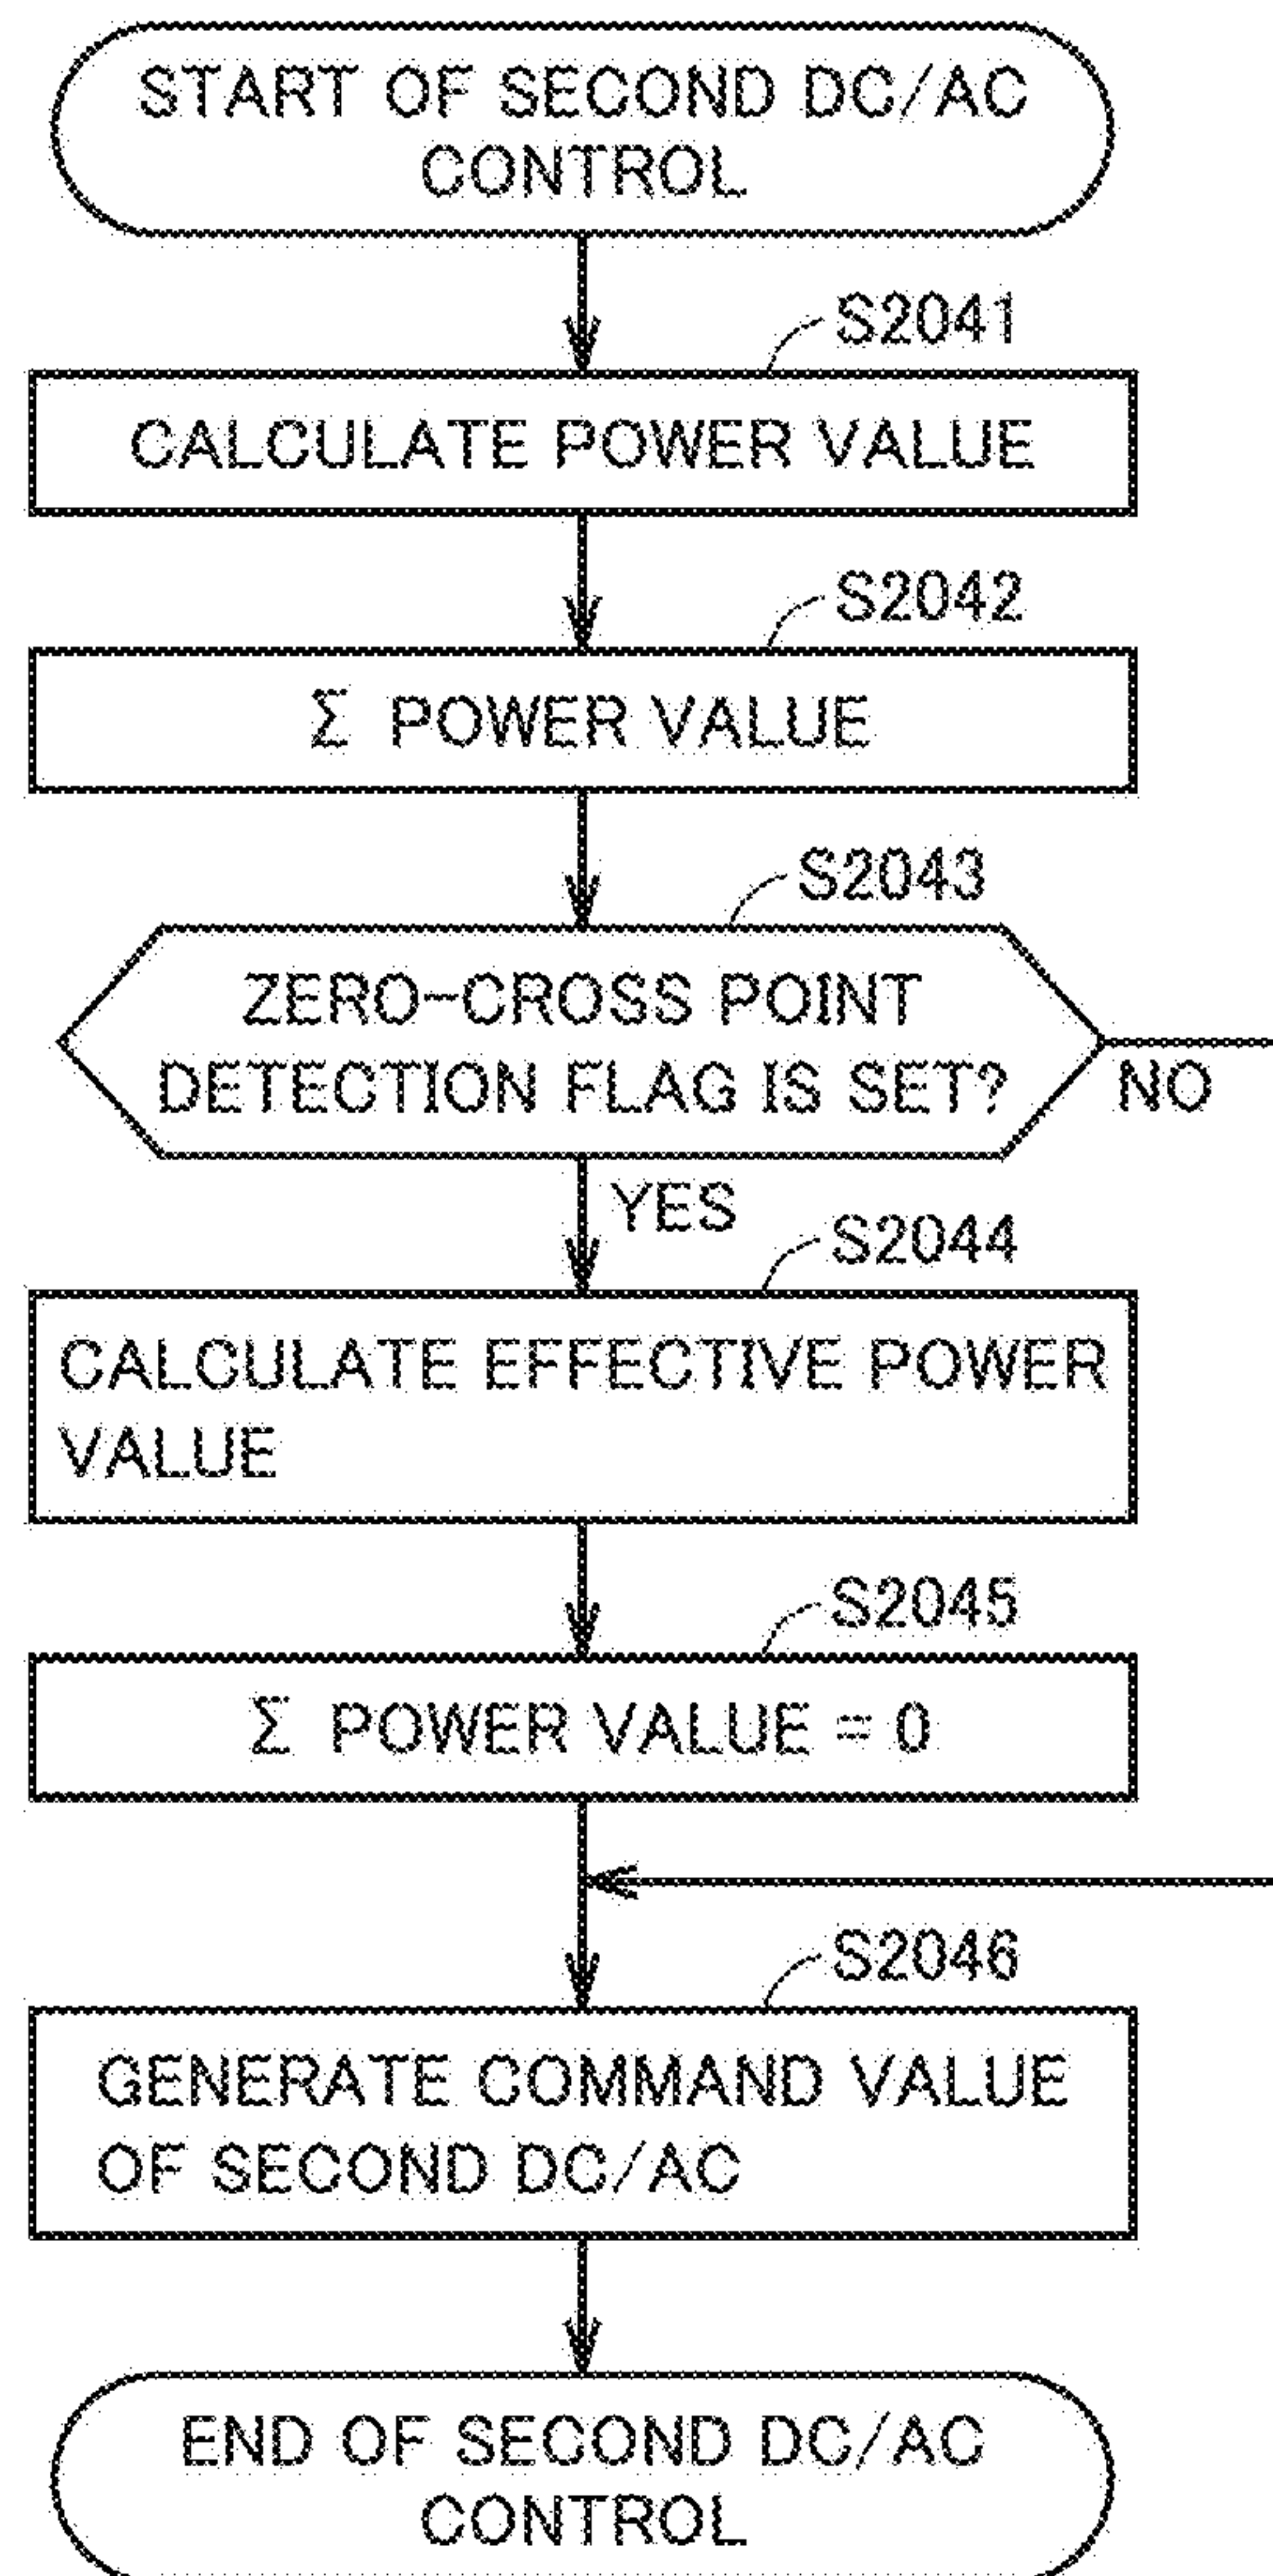 START OF SECOND DC/AC
CONTROL
S2041
CALCULATE POWER VALUE
S2042
Σ POWER VALUE
S2043
ZERO-CROSS POINT
DETECTION FLAG IS SET?
NO
YES
S2044
CALCULATE EFFECTIVE POWER
VALUE
S2045
Σ POWER VALUE = 0
S2046
GENERATE COMMAND VALUE
OF SECOND DC/AC
END OF SECOND DC/AC
CONTROL